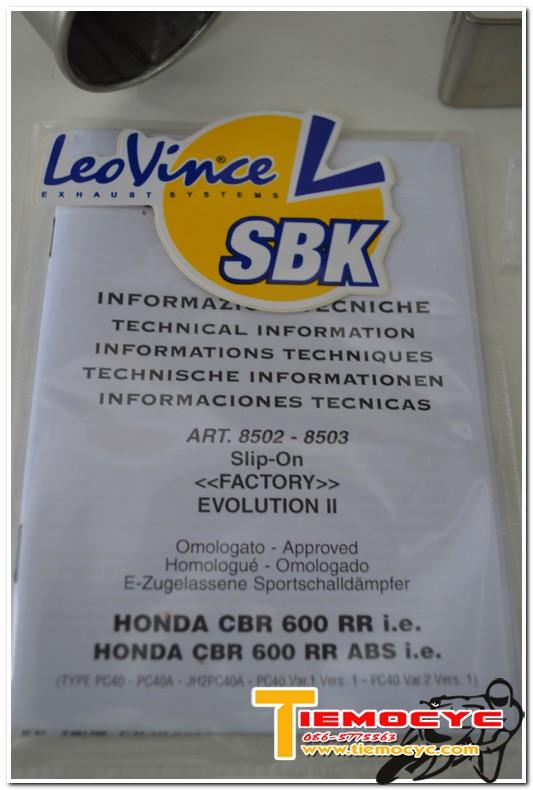 LeoVince®
EXHAUST SYSTEMS
SBK
TECHNICAL INFORMATION
INFORMATIONS TECHNIQUES
TECHNISCHE INFORMATIONEN
INFORMACIONES TECNICAS
ART. 8502 - 8503
Slip-On
<<FACTORY>>
EVOLUTION II
Omologato - Approved
Homologué - Omologado
E-Zugelassene Sportschalldämpfer
HONDA CBR 600 RR i.e.
HONDA CBR 600 RR ABS i.e.
(TYPE PC40 - PC40A - JH2PC40A - PC40 Var.1 Vers. 1 - PC40 Var.2 Vers. 1)
TIEMOCYC
086-5775563
www.tiemocyc.com